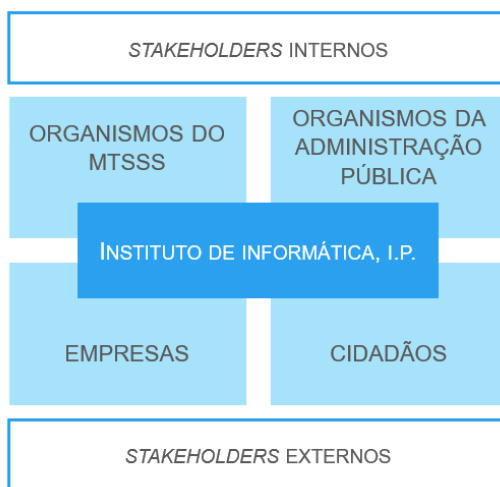 STAKEHOLDERS INTERNOS
ORGANISMOS DO
MTSSS
ORGANISMOS DA
ADMINISTRAÇÃO
PÚBLICA
INSTITUTO DE INFORMÁTICA, I.P.
EMPRESAS
CIDADÃOS
STAKEHOLDERS EXTERNOS